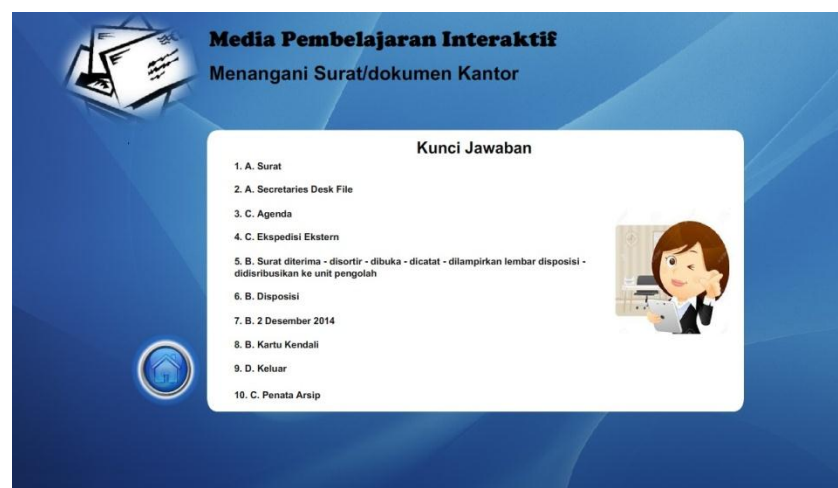 Media Pembelajaran Interaktif
Menangani Surat/dokumen Kantor
Kunci Jawaban
1. A. Surat
2. A. Secretaries Desk File
3. C. Agenda
4. C. Ekspedisi Ekstern
5. B. Surat diterima - disortir - dibuka - dicatat - dilampirkan lembar disposisi -
didisribusikan ke unit pengolah
6. B. Disposisi
7. B. 2 Desember 2014
8. B. Kartu Kendali
9. D. Keluar
10. C. Penata Arsip